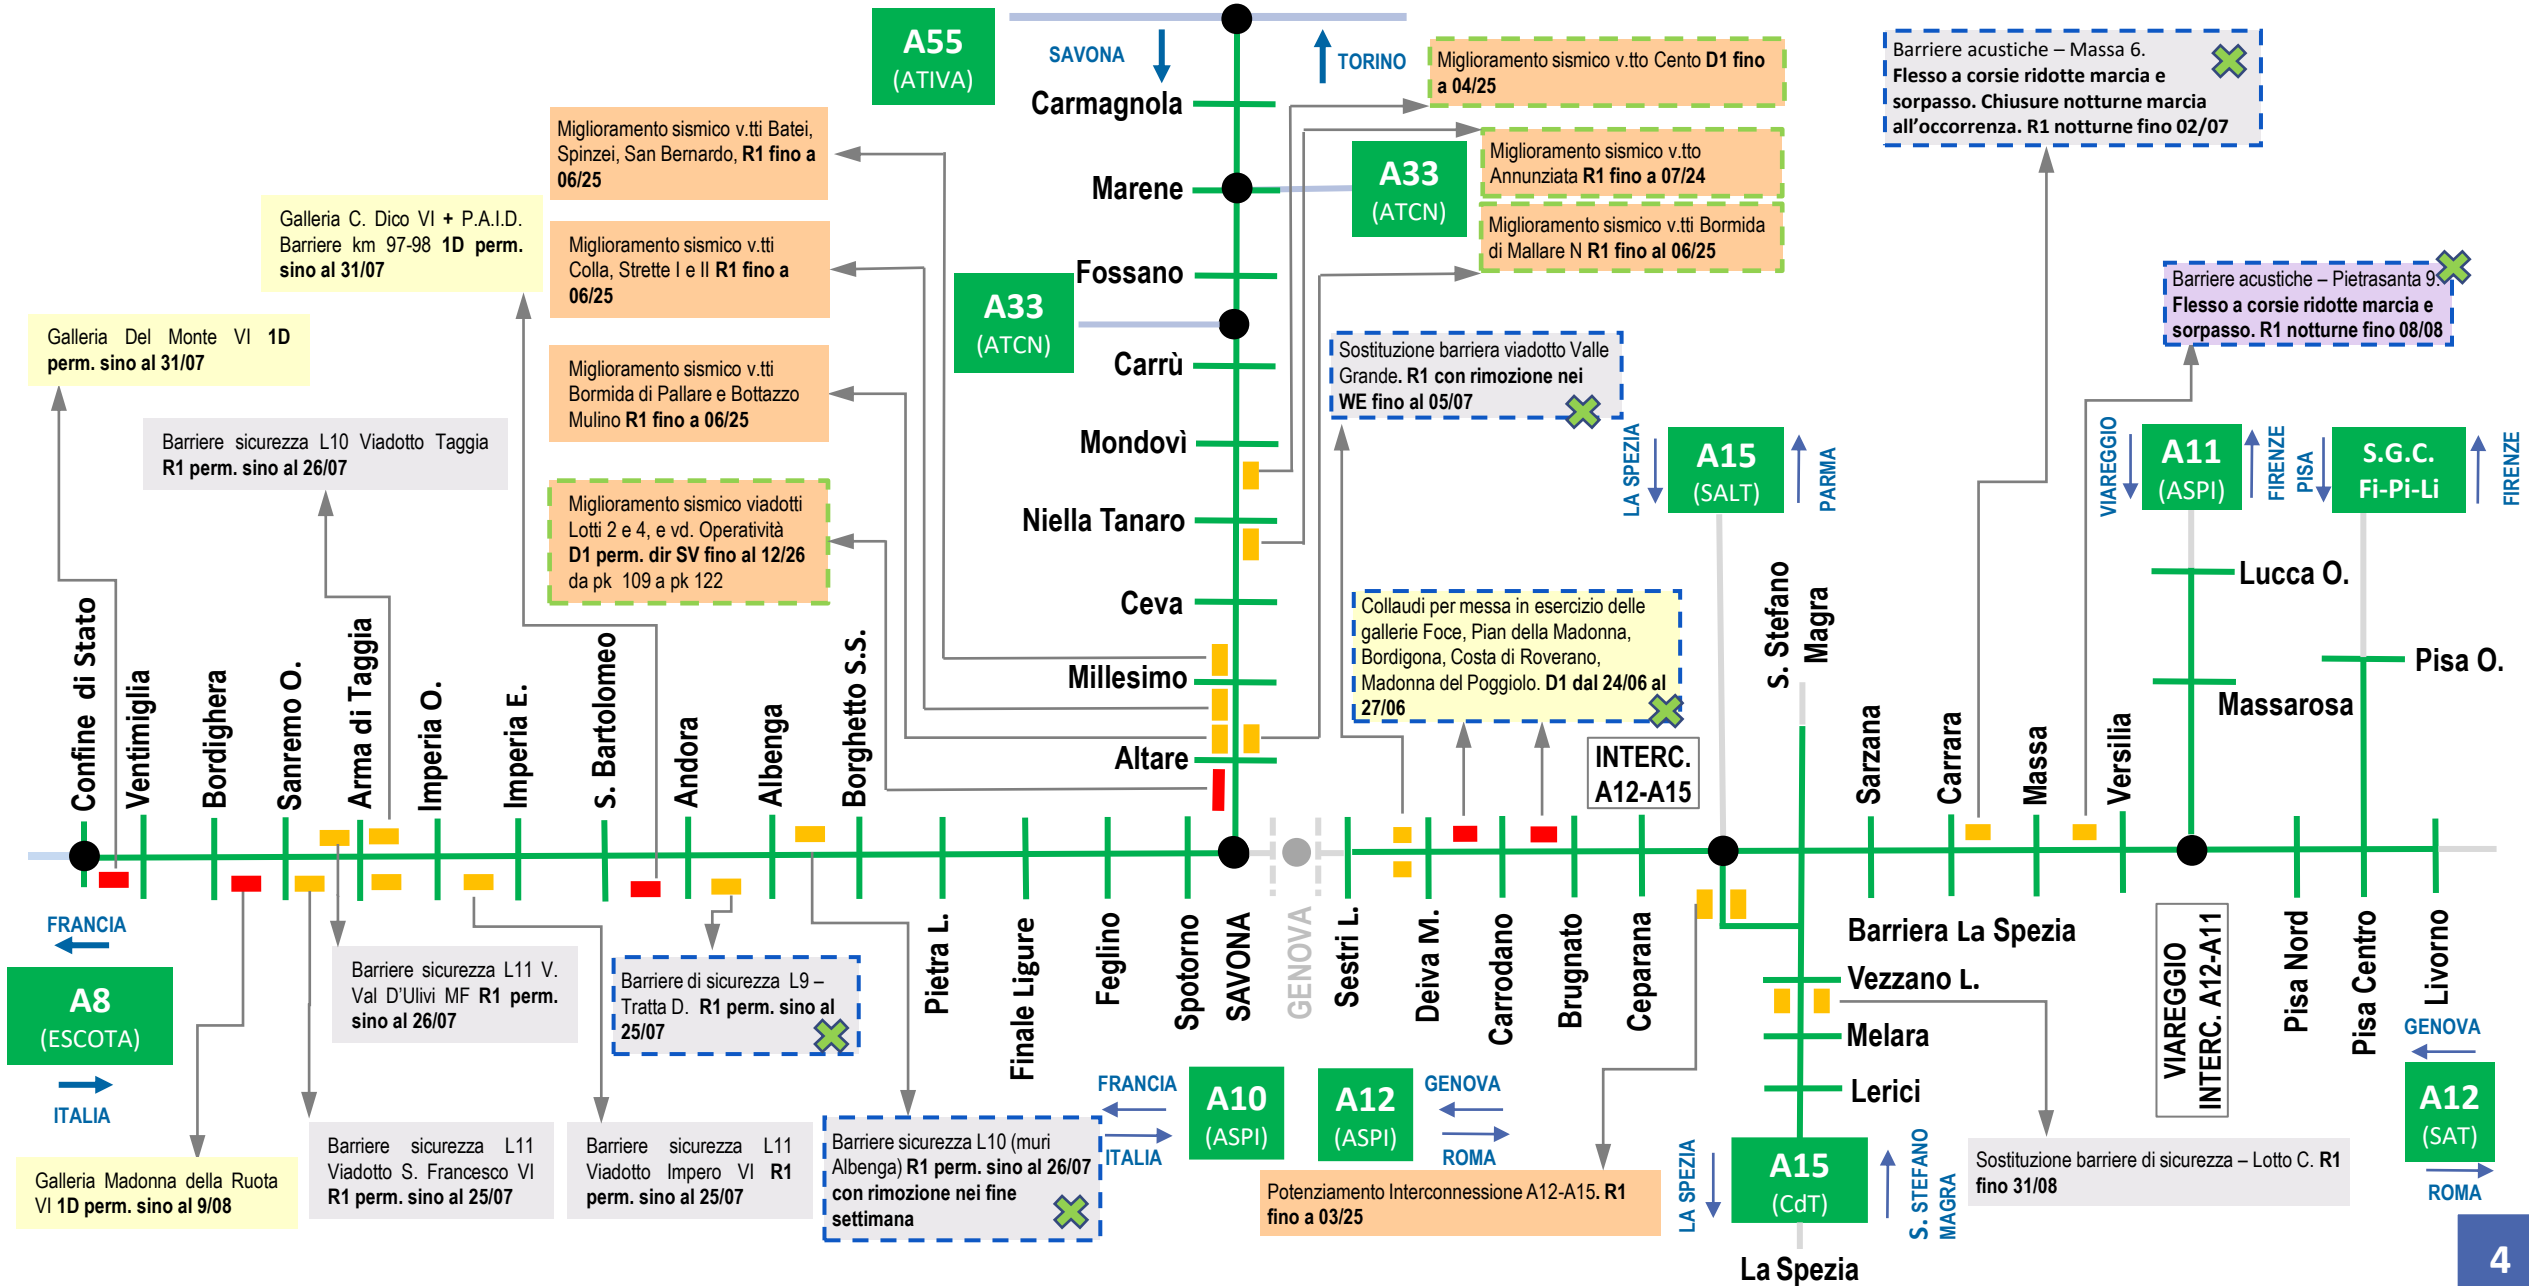 A55
(ATIVA)
SAVONA
TORINO
Carmagnola
Marene
Fossano
Carrù
Mondovì
Niella Tanaro
Ceva
Millesimo
Altare
A33
(ATCN)
A33
(ATCN)
Miglioramento sismico v.tto Cento D1 fino
a 04/25
Miglioramento sismico v.tto
Annunziata R1 fino a 07/24
Miglioramento sismico v.tti Bormida
di Mallare N R1 fino al 06/25
Barriere acustiche – Massa 6.
Flesso a corsie ridotte marcia e
sorpasso. Chiusure notturne marcia
all'occorrenza. R1 notturne fino 02/07
Miglioramento sismico v.tti Batei,
Spinzei, San Bernardo, R1 fino a
06/25
Galleria C. Dico VI + P.A.I.D.
Barriere km 97-98 1D perm.
sino al 31/07
Miglioramento sismico v.tti
Colla, Strette I e II R1 fino a
06/25
Galleria Del Monte VI 1D
perm. sino al 31/07
Miglioramento sismico v.tti
Bormida di Pallare e Bottazzo
Mulino R1 fino a 06/25
Barriere sicurezza L10 Viadotto Taggia
R1 perm. sino al 26/07
Miglioramento sismico viadotti
Lotti 2 e 4, e vd. Operatività
D1 perm. dir SV fino al 12/26
da pk 109 a pk 122
Sostituzione barriera viadotto Valle
Grande. R1 con rimozione nei
WE fino al 05/07
Barriere acustiche – Pietrasanta 9.
Flesso a corsie ridotte marcia e
sorpasso. R1 notturne fino 08/08
LA SPEZIA
A15
(SALT)
PARMA
VIAREGGIO
A11
(ASPI)
FIRENZE
PISA
S.G.C.
Fi-Pi-Li
FIRENZE
Lucca O.
Massarosa
Pisa O.
Collaudi per messa in esercizio delle
gallerie Foce, Pian della Madonna,
Bordigona, Costa di Roverano,
Madonna del Poggiolo. D1 dal 24/06 al
27/06
INTERC.
A12-A15
S. Stefano
Magra
Confine di Stato
Ventimiglia
Bordighera
Sanremo O.
Arma di Taggia
Imperia O.
Imperia E.
S. Bartolomeo
Andora
Albenga
Borghetto S.S.
Pietra L.
Finale Ligure
Feglino
Spotorno
SAVONA
GENOVA
Sestri L.
Deiva M.
Carrodano
Brugnato
Ceparana
Sarzana
Carrara
Massa
Versilia
VIAREGGIO
INTERC. A12-A11
Pisa Nord
Pisa Centro
Livorno
Barriera La Spezia
Vezzano L.
Melara
Lerici
FRANCIA
A8
(ESCOTA)
ITALIA
Barriere sicurezza L11 V.
Val D'Ulivi MF R1 perm.
sino al 26/07
Barriere di sicurezza L9 –
Tratta D. R1 perm. sino al
25/07
Galleria Madonna della Ruota
VI 1D perm. sino al 9/08
Barriere sicurezza L11
Viadotto S. Francesco VI
R1 perm. sino al 25/07
Barriere sicurezza L11
Viadotto Impero VI R1
perm. sino al 25/07
Barriere sicurezza L10 (muri
Albenga) R1 perm. sino al 26/07
con rimozione nei fine
settimana
FRANCIA
ITALIA
A10
(ASPI)
A12
(ASPI)
GENOVA
ROMA
Potenziamento Interconnessione A12-A15. R1
fino a 03/25
LA SPEZIA
A15
(CdT)
S. STEFANO
MAGRA
La Spezia
Sostituzione barriere di sicurezza – Lotto C. R1
fino 31/08
GENOVA
A12
(SAT)
ROMA
4